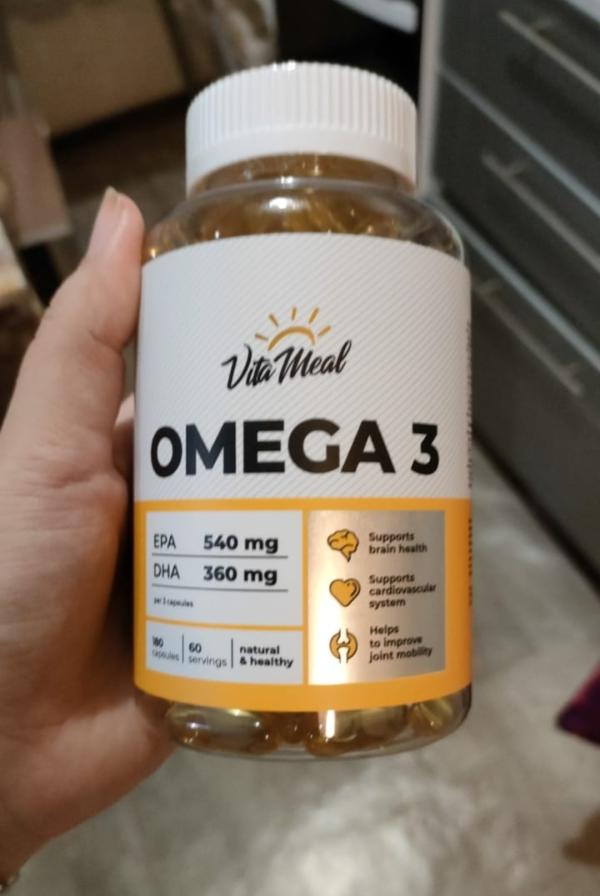 Vita Meal
OMEGA 3
EPA 540 mg
DHA 360 mg
per 3 capsules
180
capsules
60
servings
natural
& healthy
Supports
brain health
Supports
cardiovascular
system
Helps
to improve
joint mobility